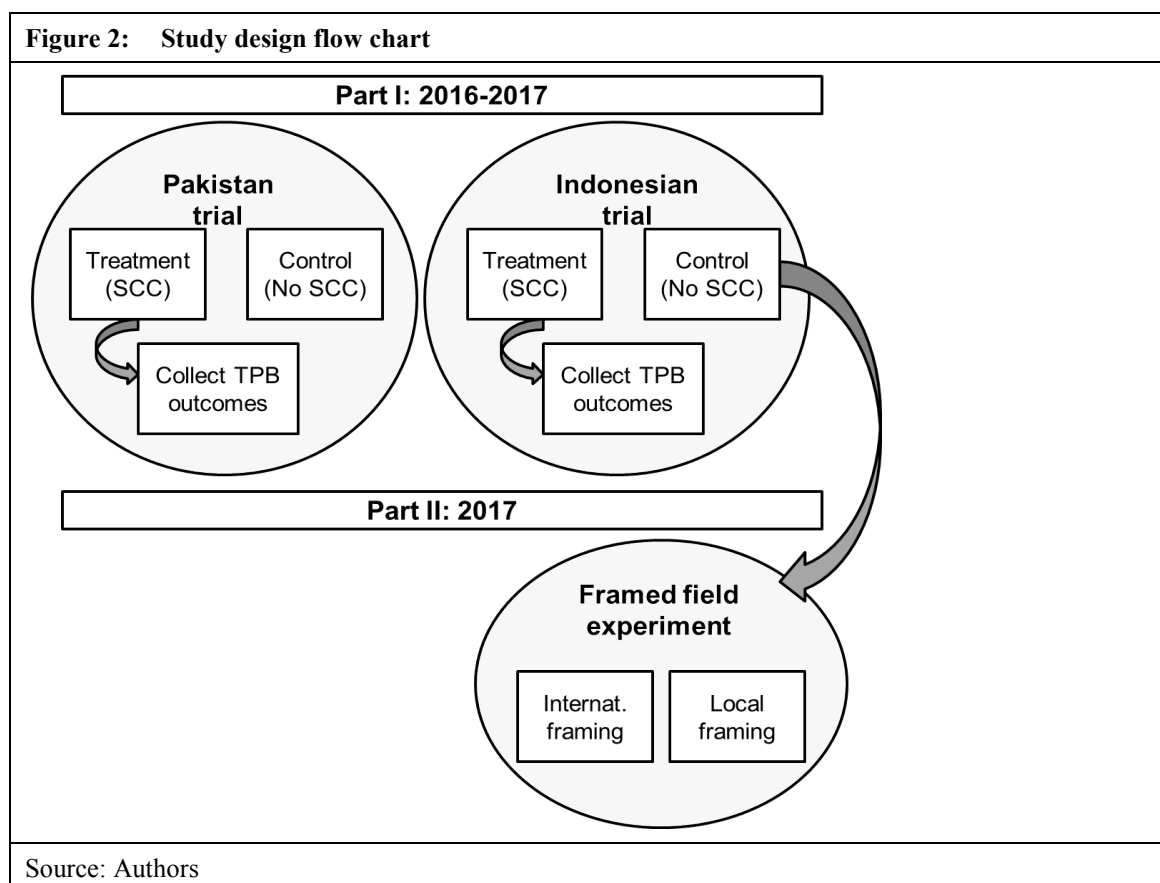 Figure 2: Study design flow chart
Part I: 2016-2017
Pakistan
trial
Treatment
(SCC)
Control
(No SCC)
Collect TPB
outcomes
Indonesian
trial
Treatment
(SCC)
Control
(No SCC)
Collect TPB
outcomes
Part II: 2017
Framed field
experiment
Internat.
framing
Local
framing
Source: Authors